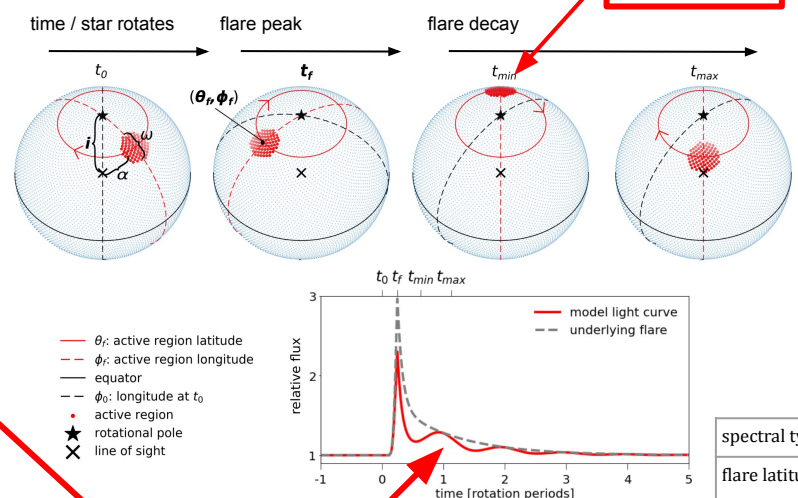 time / star rotates
flare peak
flare decay
t0
tf
tmin
tmax
(θf, ϕf)
i
ω
α
t0 tf tmin tmax
θf: active region latitude
ϕf: active region longitude
equator
ϕ0: longitude at t0
active region
rotational pole
line of sight
relative flux
3
2
1
model light curve
underlying flare
-1 0 1 2 3 4 5
time [rotation periods]
spectral ty
flare latitu